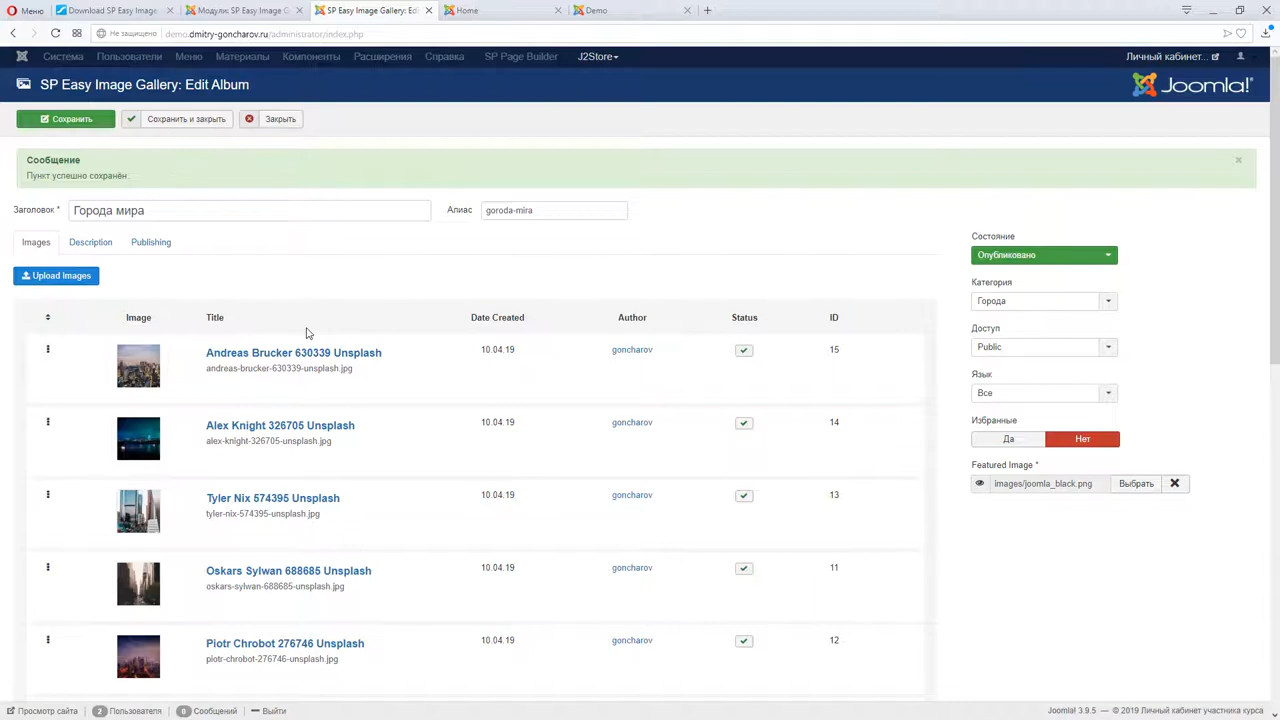 Меню
Download SP Easy Image
Модули: SP Easy Image G
SP Easy Image Gallery: Edi
Home
Demo
Не защищено
demo.dmitry-goncharov.ru/administrator/index.php
Система Пользователи Меню Материалы Компоненты Расширения Справка SP Page Builder J2Store
Личный кабинет...
SP Easy Image Gallery: Edit Album
Joomla!
Сохранить
Сохранить и закрыть
Закрыть
Сообщение
Пункт успешно сохранён.
Заголовок * Города мира
Алиас goroda-mira
Images Description Publishing
Upload Images
Image Title Date Created Author Status ID
Andreas Brucker 630339 Unsplash 10.04.19 goncharov 15
andreas-brucker-630339-unsplash.jpg
Alex Knight 326705 Unsplash 10.04.19 goncharov 14
alex-knight-326705-unsplash.jpg
Tyler Nix 574395 Unsplash 10.04.19 goncharov 13
tyler-nix-574395-unsplash.jpg
Oskars Sylwan 688685 Unsplash 10.04.19 goncharov 11
oskars-sylwan-688685-unsplash.jpg
Piotr Chrobot 276746 Unsplash 10.04.19 goncharov 12
piotr-chrobot-276746-unsplash.jpg
Состояние
Опубликовано
Категория
Города
Доступ
Public
Язык
Все
Избранные
Да Нет
Featured Image *
images/joomla_black.png Выбрать
Просмотр сайта 2 Пользователя 0 Сообщений Выйти
Joomla! 3.9.5 — © 2019 Личный кабинет участника курса